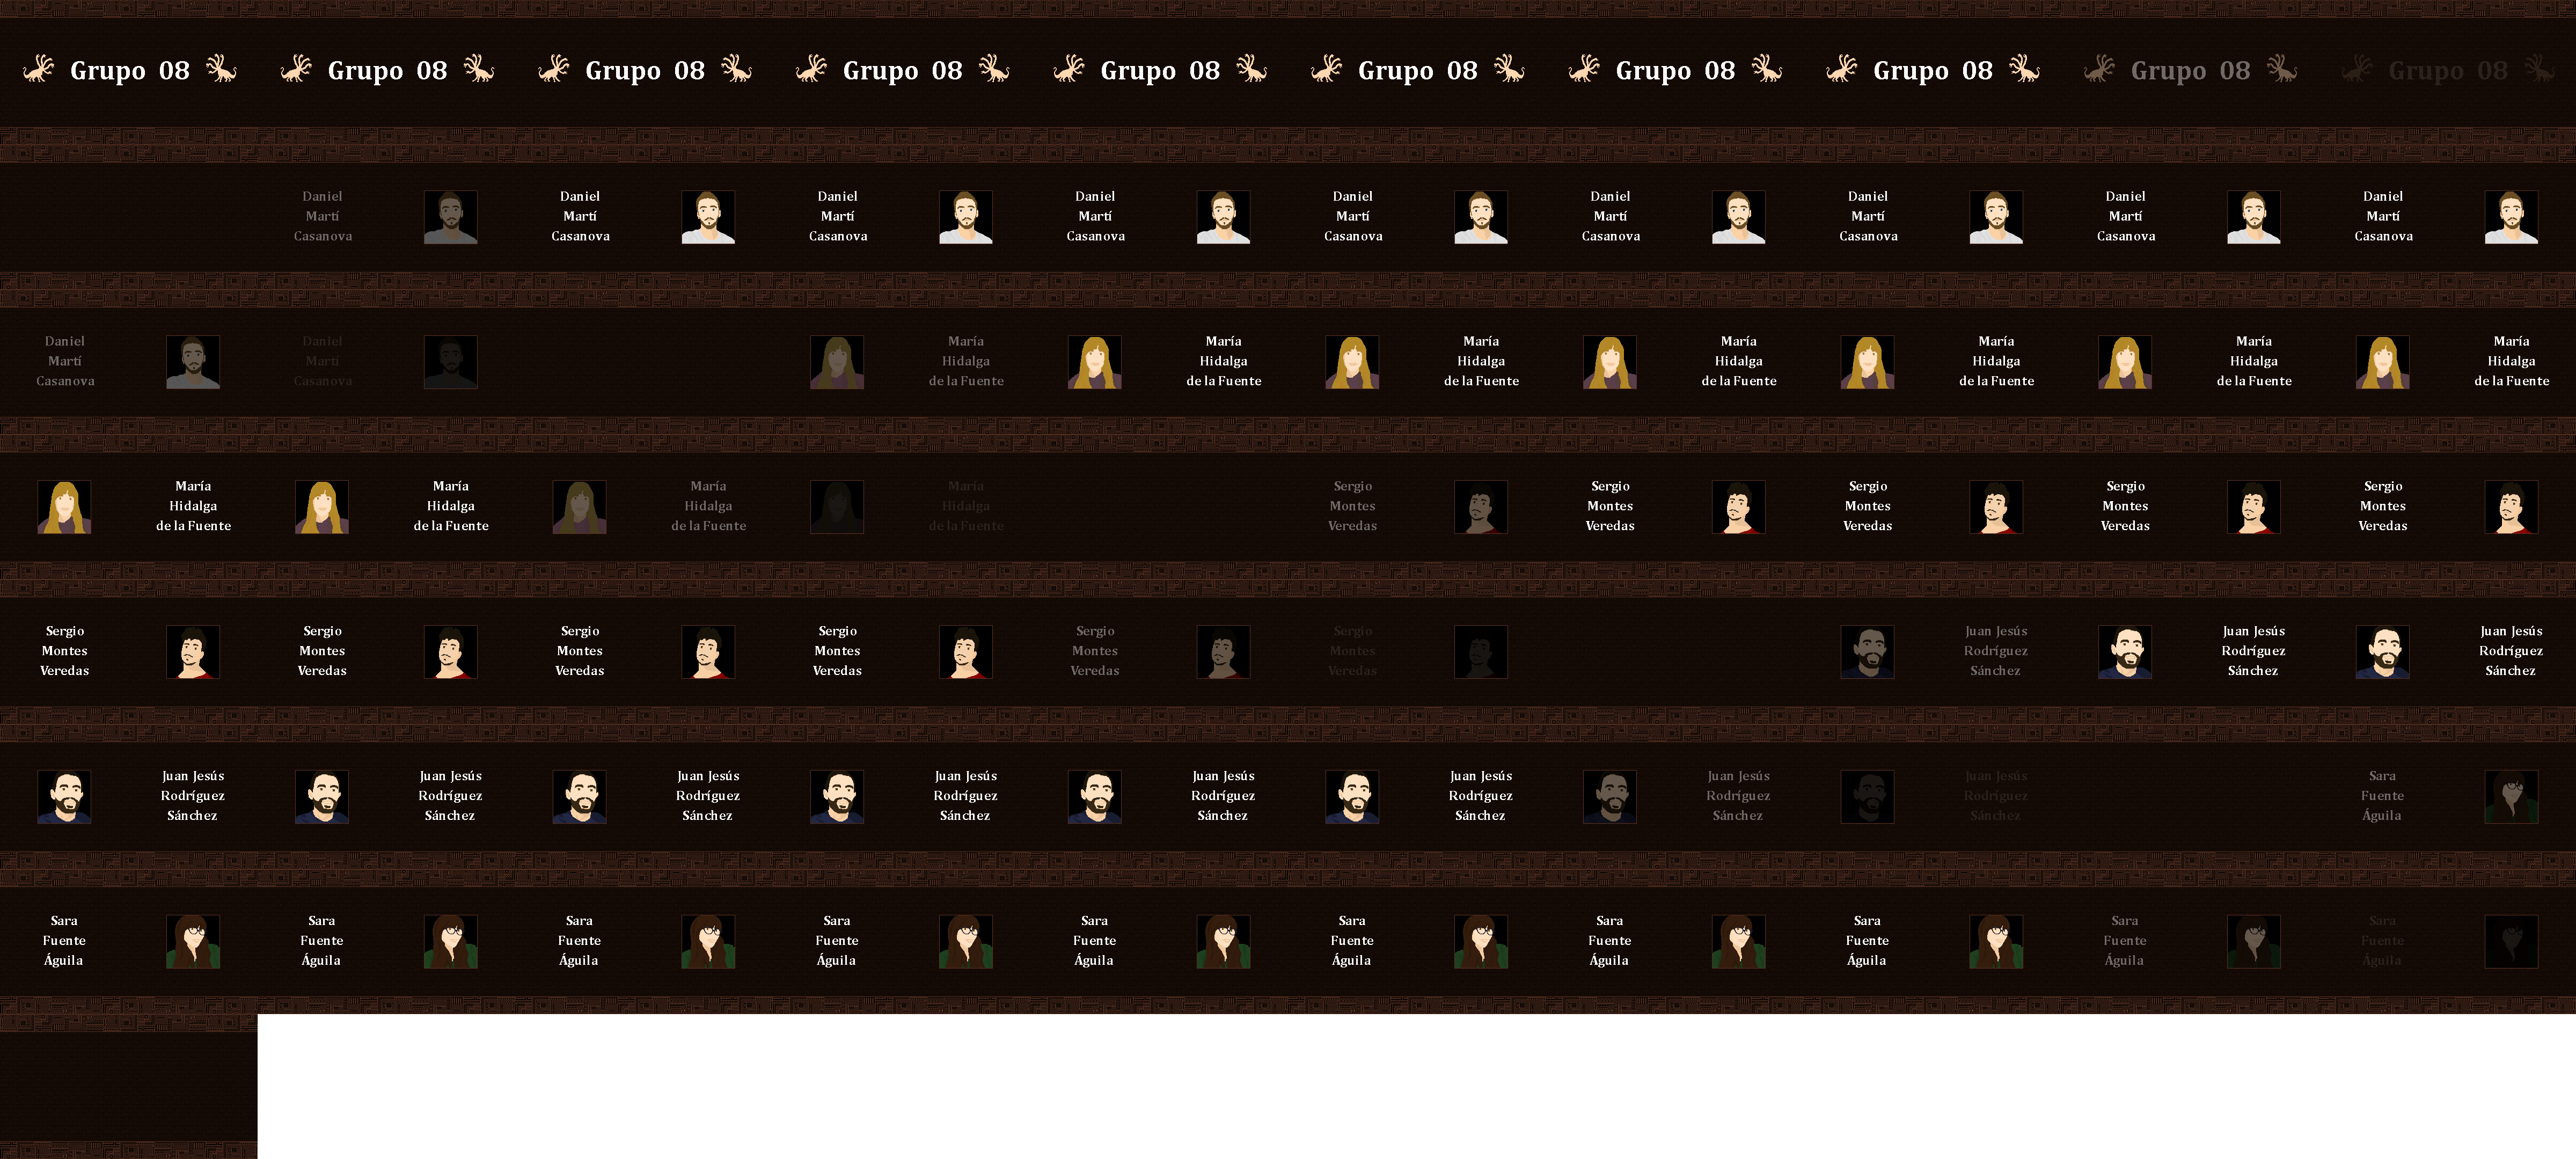 Grupo 08 Grupo 08 Grupo 08 Grupo 08 Grupo 08 Grupo 08 Grupo 08 Grupo 08 Grupo 08 Grupo 08
Daniel Daniel Daniel Daniel Daniel Daniel Daniel Daniel Daniel
Martí Martí Martí Martí Martí Martí Martí Martí Martí
Casanova Casanova Casanova Casanova Casanova Casanova Casanova Casanova Casanova
Daniel Daniel María María María María María María María
Martí Martí Hidalga Hidalga Hidalga Hidalga Hidalga Hidalga Hidalga
Casanova Casanova de la Fuente de la Fuente de la Fuente de la Fuente de la Fuente de la Fuente de la Fuente
María María María María Sergio Sergio Sergio Sergio Sergio
Hidalga Hidalga Hidalga Hidalga Montes Montes Montes Montes Montes
de la Fuente de la Fuente de la Fuente de la Fuente Veredas Veredas Veredas Veredas Veredas
Sergio Sergio Sergio Sergio Sergio Sergio Juan Jesús Juan Jesús Juan Jesús
Montes Montes Montes Montes Montes Montes Rodríguez Rodríguez Rodríguez
Veredas Veredas Veredas Veredas Veredas Veredas Sánchez Sánchez Sánchez
Juan Jesús Juan Jesús Juan Jesús Juan Jesús Juan Jesús Juan Jesús Juan Jesús Juan Jesús Sara
Rodríguez Rodríguez Rodríguez Rodríguez Rodríguez Rodríguez Rodríguez Rodríguez Fuente
Sánchez Sánchez Sánchez Sánchez Sánchez Sánchez Sánchez Sánchez Águila
Sara Sara Sara Sara Sara Sara Sara Sara Sara Sara
Fuente Fuente Fuente Fuente Fuente Fuente Fuente Fuente Fuente Fuente
Águila Águila Águila Águila Águila Águila Águila Águila Águila Águila